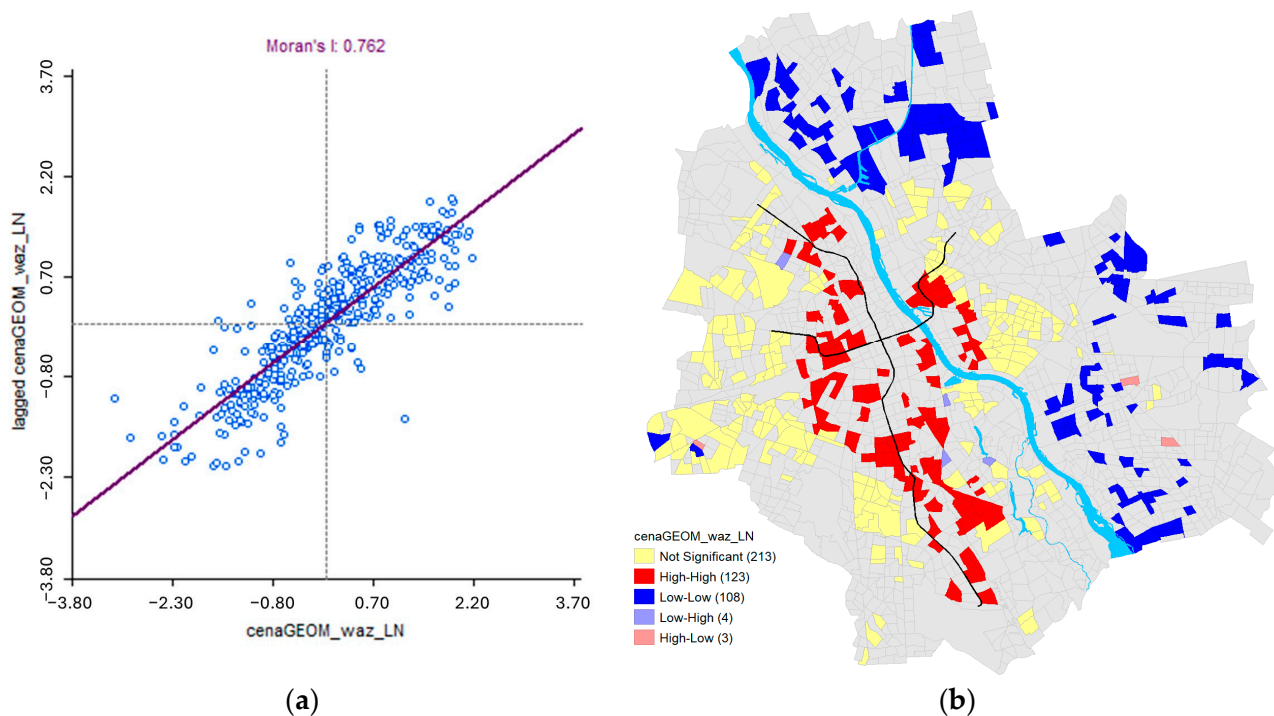 Moran's I: 0.762
3.70
2.20
0.70
−0.80
−2.30
−3.80
lagged cenaGEOM_waz_LN
−3.80
−2.30
−0.80
0.70
2.20
3.70
cenaGEOM_waz_LN
(a)
cenaGEOM_waz_LN
Not Significant (213)
High-High (123)
Low-Low (108)
Low-High (4)
High-Low (3)
(b)